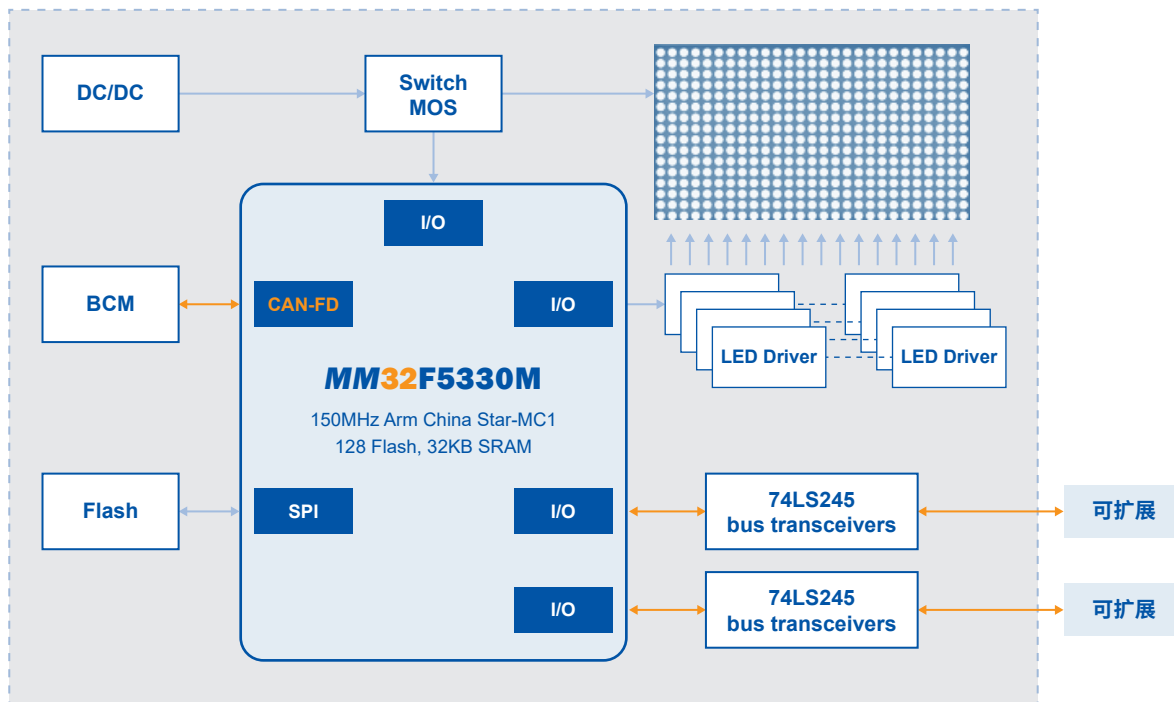 DC/DC
Switch
MOS
I/O
BCM
CAN-FD
I/O
LED Driver
LED Driver
MM32F5330M
150MHz Arm China Star-MC1
128 Flash, 32KB SRAM
Flash
SPI
I/O
74LS245
bus transceivers
可扩展
I/O
74LS245
bus transceivers
可扩展